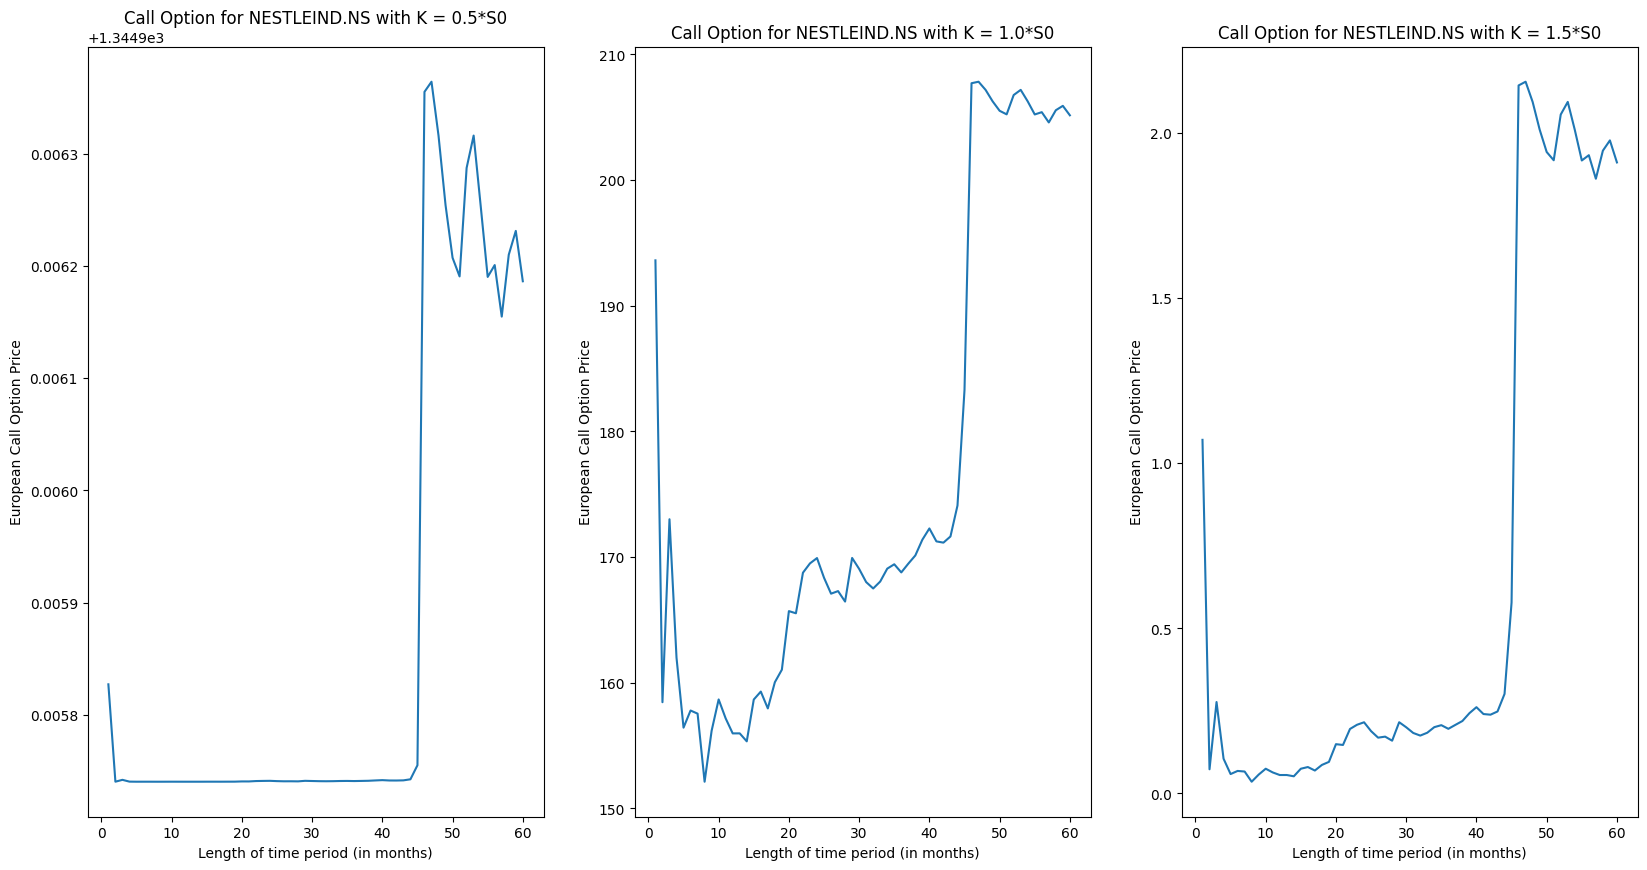 Call Option for NESTLEIND.NS with K = 0.5*S0
+1.3449e3
0.0063
0.0062
0.0061
0.0060
0.0059
0.0058
European Call Option Price
0 10 20 30 40 50 60
Length of time period (in months)
Call Option for NESTLEIND.NS with K = 1.0*S0
210
200
190
180
170
160
150
European Call Option Price
0 10 20 30 40 50 60
Length of time period (in months)
Call Option for NESTLEIND.NS with K = 1.5*S0
2.0
1.5
1.0
0.5
0.0
European Call Option Price
0 10 20 30 40 50 60
Length of time period (in months)